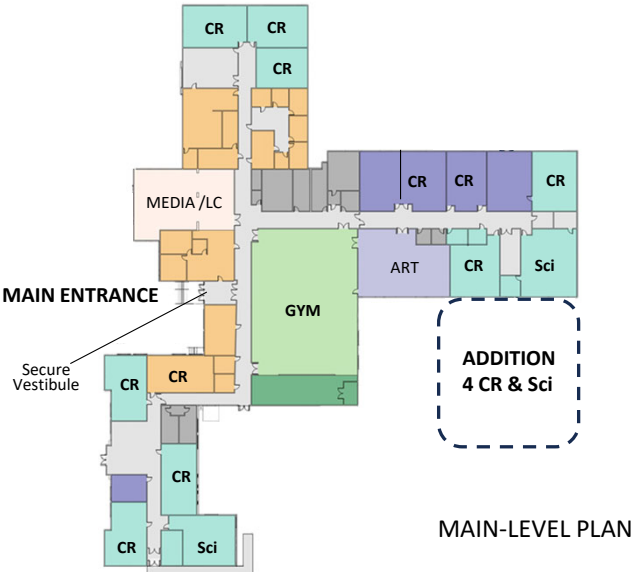 CR
CR
CR
MEDIA /LC
CR
CR
CR
ART
CR
Sci
MAIN ENTRANCE
GYM
Secure
Vestibule
ADDITION
4 CR & Sci
CR
CR
CR
CR
Sci
MAIN-LEVEL PLAN